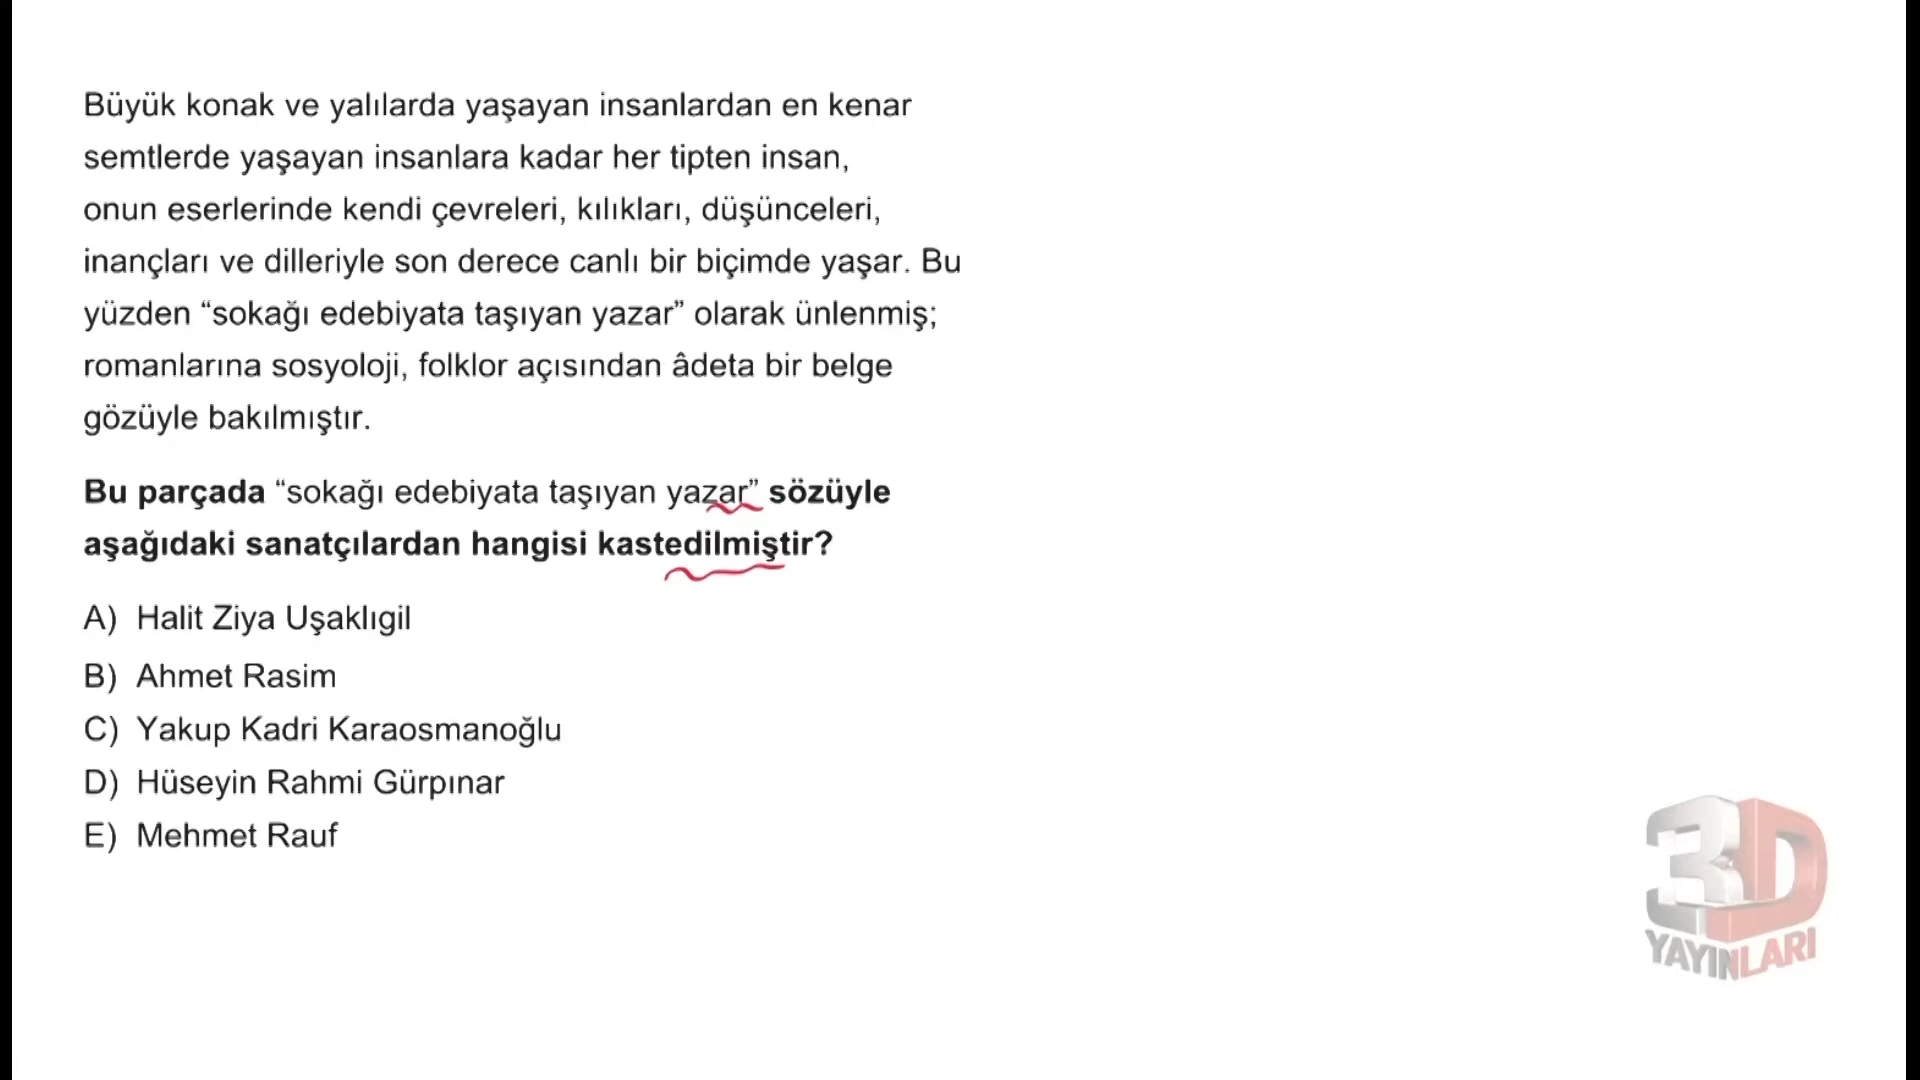 Büyük konak ve yalılarda yaşayan insanlardan en kenar
semtlerde yaşayan insanlara kadar her tipten insan,
onun eserlerinde kendi çevreleri, kılıkları, düşünceleri,
inançları ve dilleriyle son derece canlı bir biçimde yaşar. Bu
yüzden “sokağı edebiyata taşıyan yazar” olarak ünlenmiş;
romanlarına sosyoloji, folklor açısından âdeta bir belge
gözüyle bakılmıştır.
Bu parçada “sokağı edebiyata taşıyan yazar” sözüyle
aşağıdaki sanatçılardan hangisi kastedilmiştir?
A) Halit Ziya Uşaklıgil
B) Ahmet Rasim
C) Yakup Kadri Karaosmanoğlu
D) Hüseyin Rahmi Gürpınar
E) Mehmet Rauf
3D
YAYINLARI